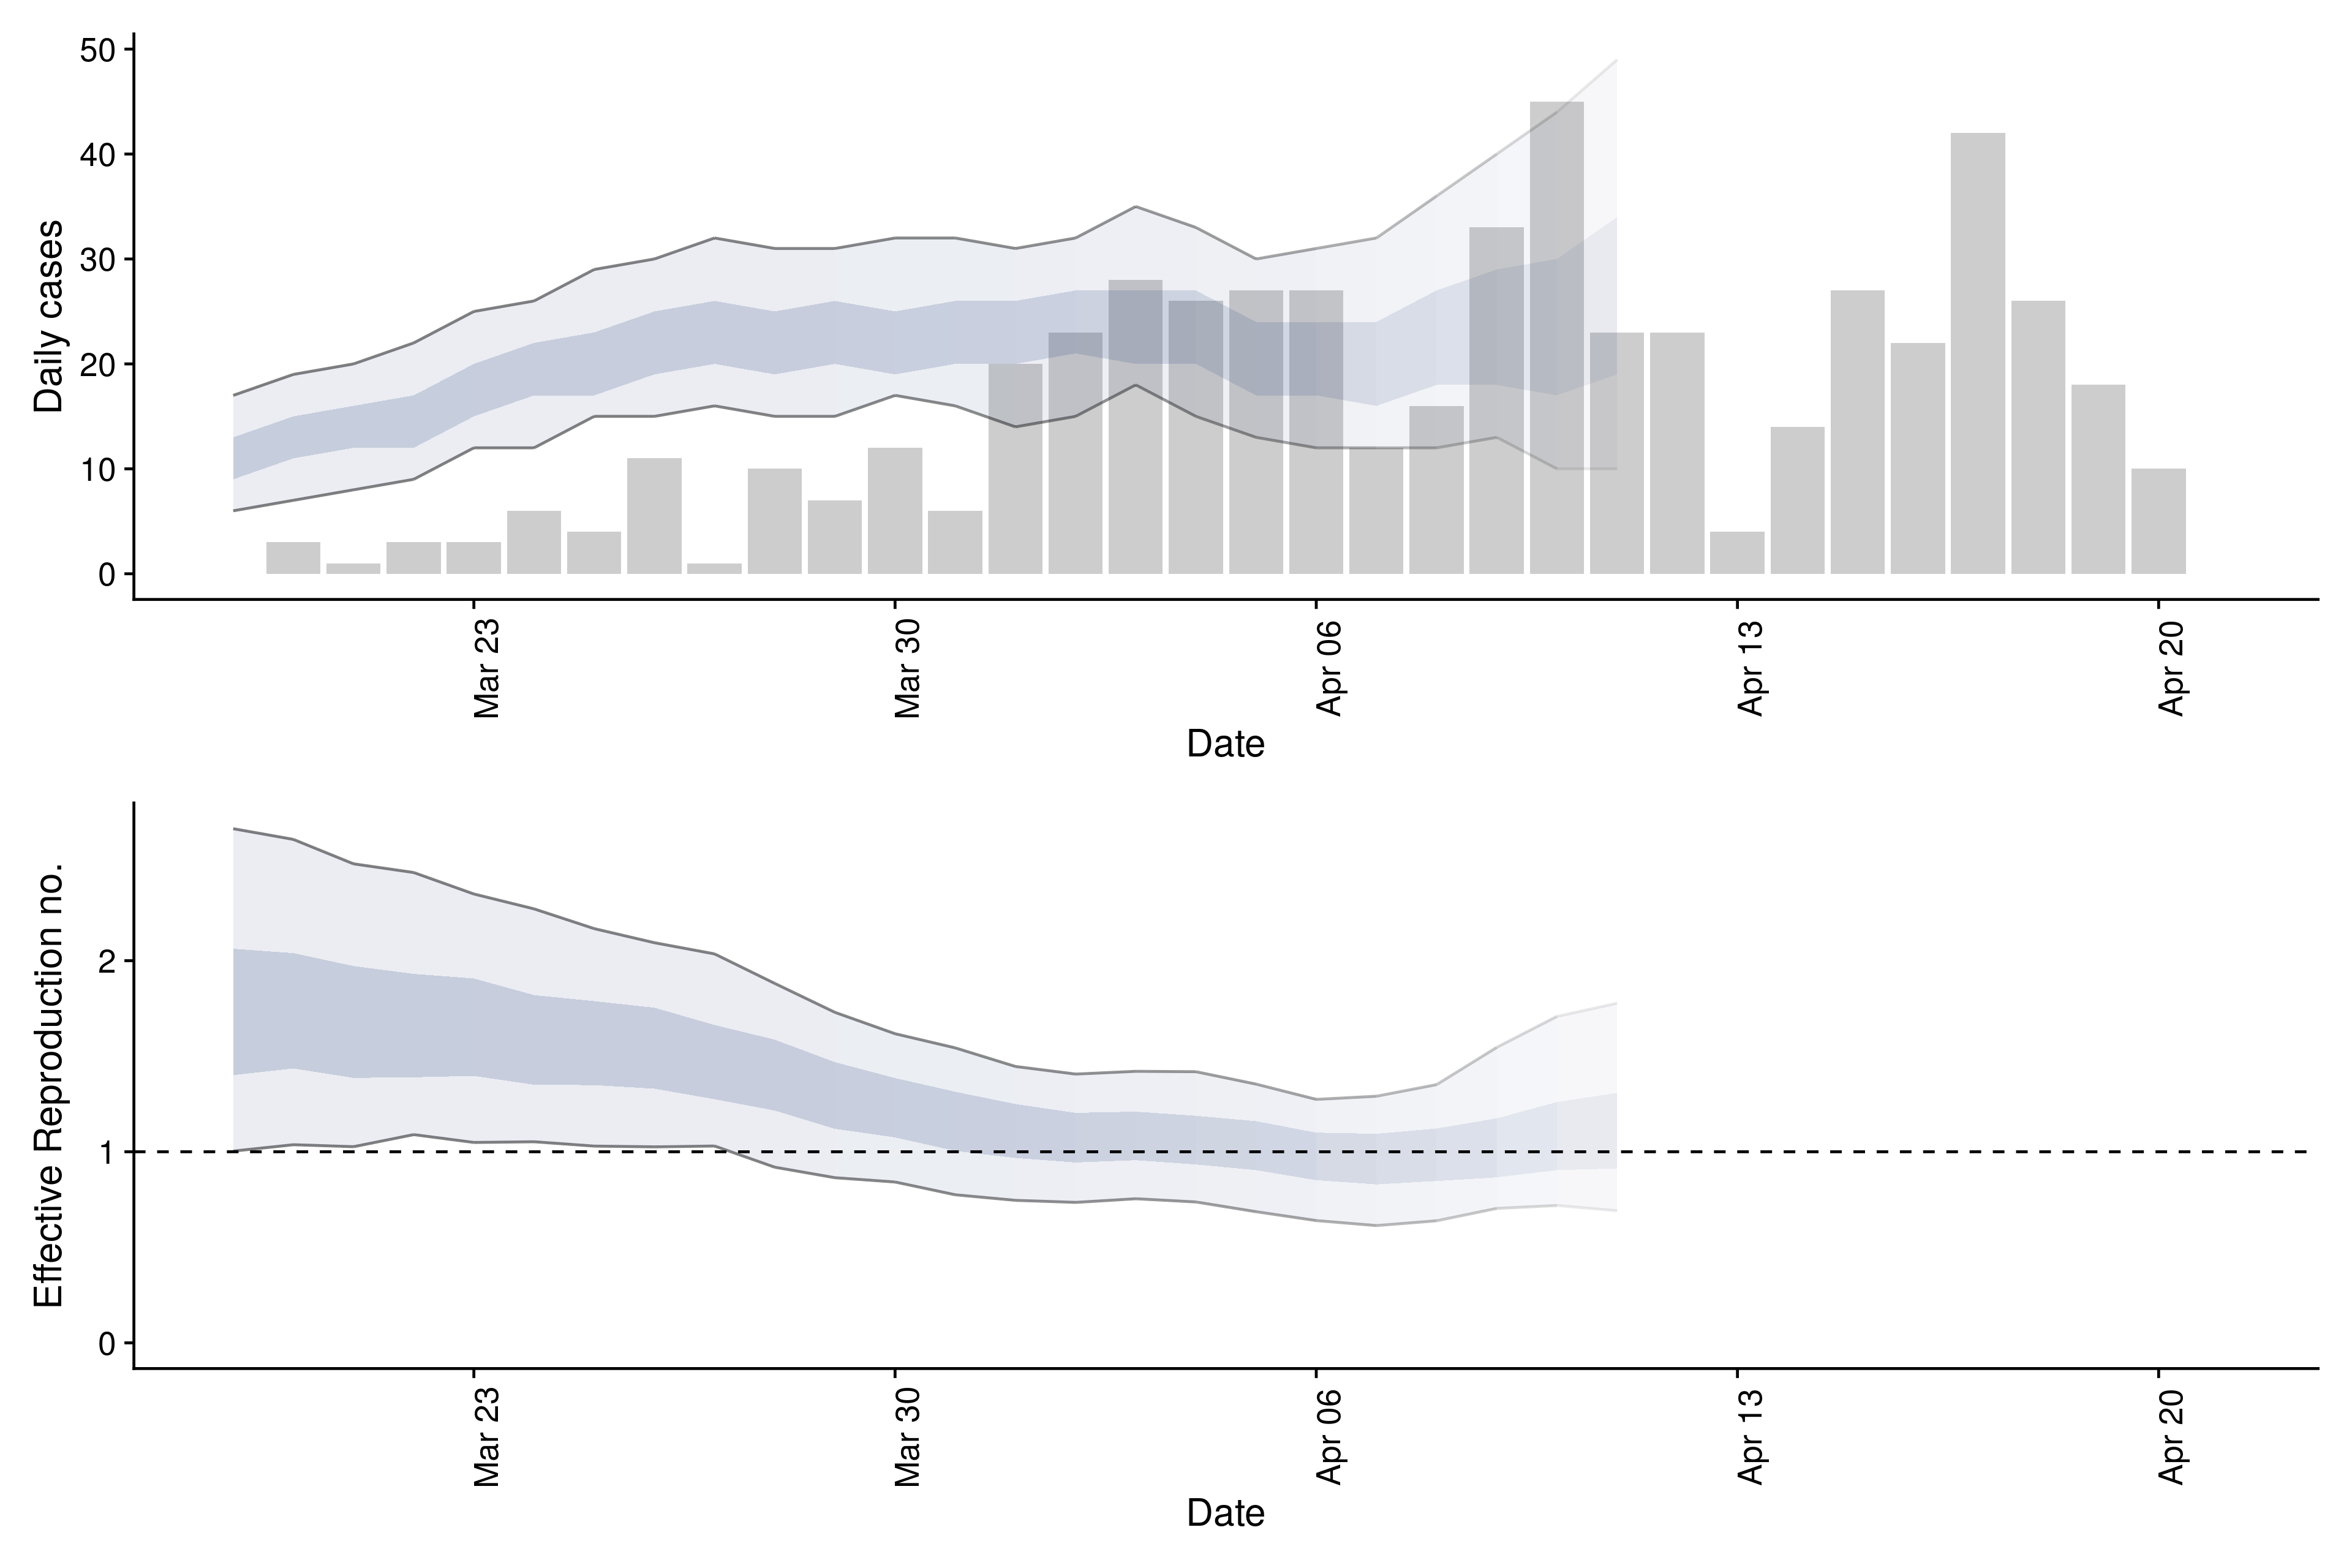 Daily cases
50
40
30
20
10
0
Mar 23
Mar 30
Apr 06
Apr 13
Apr 20
Date
Effective Reproduction no.
2
1
0
Mar 23
Mar 30
Apr 06
Apr 13
Apr 20
Date